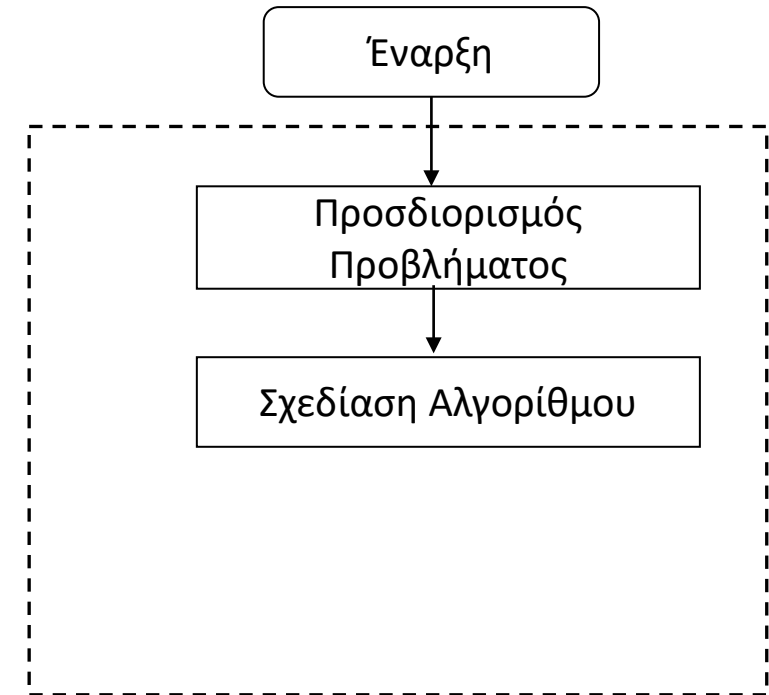 Έναρξη
Προσδιορισμός
Προβλήματος
Σχεδίαση Αλγορίθμου